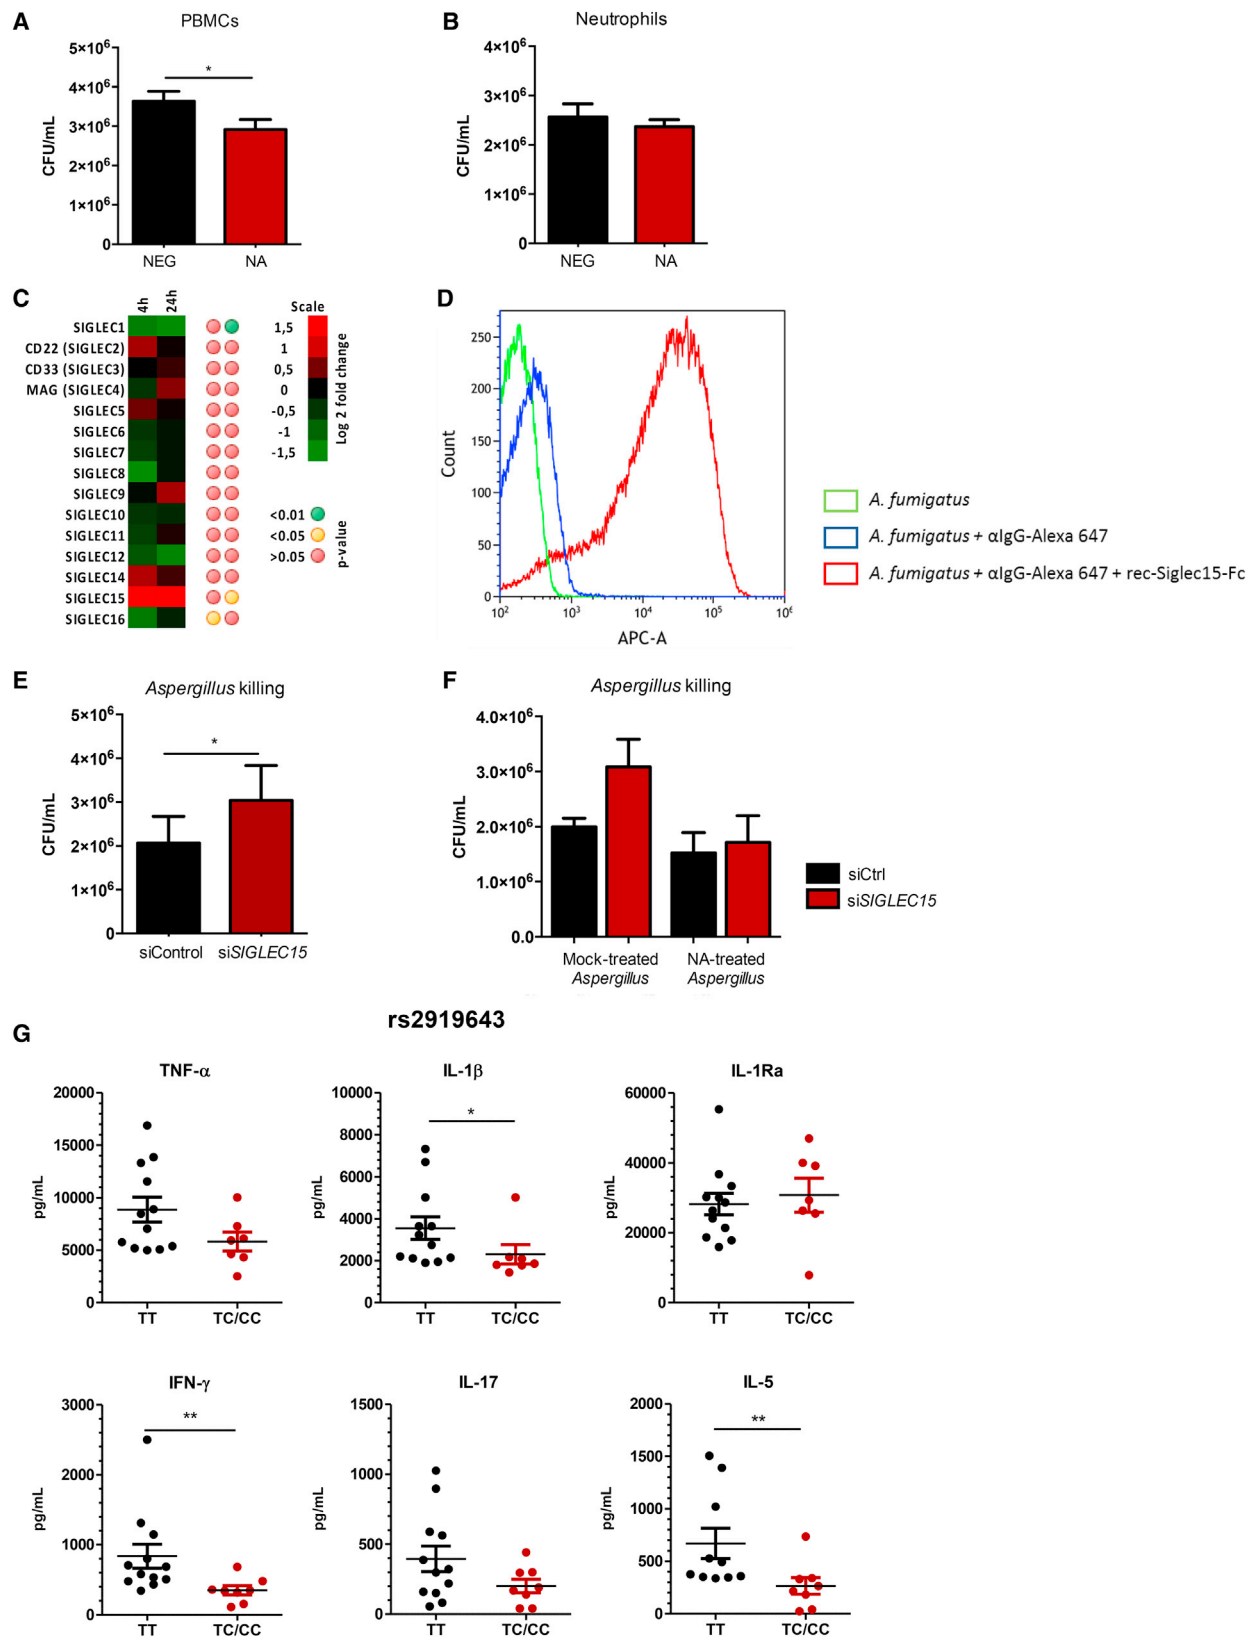 A
PBMCs
5×10⁶
4×10⁶
3×10⁶
2×10⁶
1×10⁶
0
CFU/mL
*
NEG
NA
B
Neutrophils
4×10⁶
3×10⁶
2×10⁶
1×10⁶
0
CFU/mL
NEG
NA
C
4h
24h
SIGLEC1
CD22 (SIGLEC2)
CD33 (SIGLEC3)
MAG (SIGLEC4)
SIGLEC5
SIGLEC6
SIGLEC7
SIGLEC8
SIGLEC9
SIGLEC10
SIGLEC11
SIGLEC12
SIGLEC14
SIGLEC15
SIGLEC16
Scale
1,5
1
0,5
0
-0,5
-1
-1,5
Log 2 fold change
<0.01
<0.05
>0.05
p-value
D
250
200
150
100
50
0
Count
10²
10³
10⁴
10⁵
10⁶
APC-A
A. fumigatus
A. fumigatus + αIgG-Alexa 647
A. fumigatus + αIgG-Alexa 647 + rec-Siglec15-Fc
E
Aspergillus killing
5×10⁶
4×10⁶
3×10⁶
2×10⁶
1×10⁶
0
CFU/mL
*
siControl
siSIGLEC15
F
Aspergillus killing
4.0×10⁶
3.0×10⁶
2.0×10⁶
1.0×10⁶
0.0
CFU/mL
Mock-treated
Aspergillus
NA-treated
Aspergillus
siCtrl
siSIGLEC15
G
rs2919643
TNF-α
20000
15000
10000
5000
0
pg/mL
TT
TC/CC
IL-1β
10000
8000
6000
4000
2000
0
pg/mL
*
TT
TC/CC
IL-1Ra
60000
40000
20000
0
pg/mL
TT
TC/CC
IFN-γ
3000
2000
1000
0
pg/mL
**
TT
TC/CC
IL-17
1500
1000
500
0
pg/mL
TT
TC/CC
IL-5
2000
1500
1000
500
0
pg/mL
**
TT
TC/CC